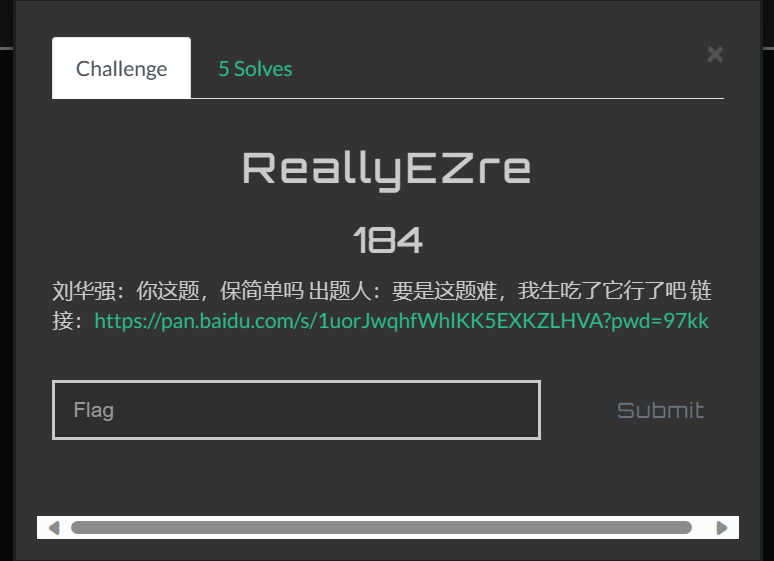 Challenge
5 Solves
×
ReallyEZre
184
刘华强：你这题，保简单吗 出题人：要是这题难，我生吃了它行了吧 链
接：https://pan.baidu.com/s/1uorJwqhfWhlKK5EXKZLHVA?pwd=97kk
Flag
Submit